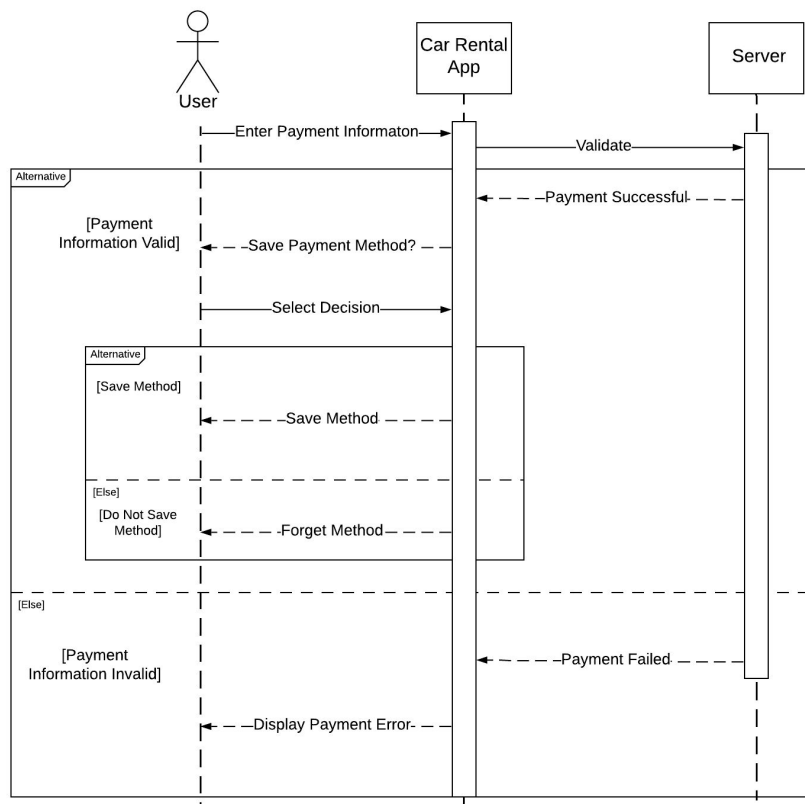 User
Car Rental
App
Server
Enter Payment Informaton
Validate
Alternative
Payment Successful
[Payment
Information Valid]
Save Payment Method?
Select Decision
Alternative
[Save Method]
Save Method
[Else]
[Do Not Save
Method]
Forget Method
[Else]
[Payment
Information Invalid]
Payment Failed
Display Payment Error